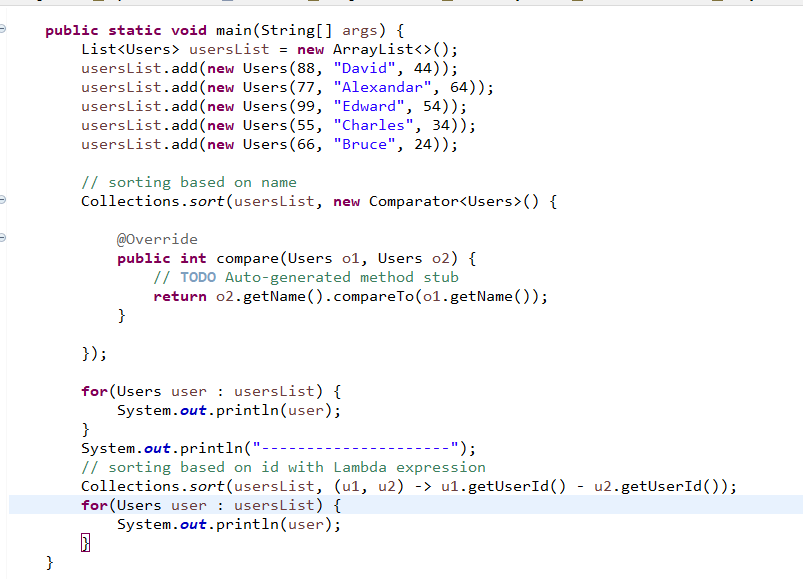 public static void main(String[] args) {
List<Users> usersList = new ArrayList<>();
usersList.add(new Users(88, "David", 44));
usersList.add(new Users(77, "Alexandar", 64));
usersList.add(new Users(99, "Edward", 54));
usersList.add(new Users(55, "Charles", 34));
usersList.add(new Users(66, "Bruce", 24));
// sorting based on name
Collections.sort(usersList, new Comparator<Users>() {
@Override
public int compare(Users o1, Users o2) {
// TODO Auto-generated method stub
return o2.getName().compareTo(o1.getName());
}
});
for(Users user : usersList) {
System.out.println(user);
}
System.out.println("---------------------");
// sorting based on id with Lambda expression
Collections.sort(usersList, (u1, u2) -> u1.getUserId() - u2.getUserId());
for(Users user : usersList) {
System.out.println(user);
}
}